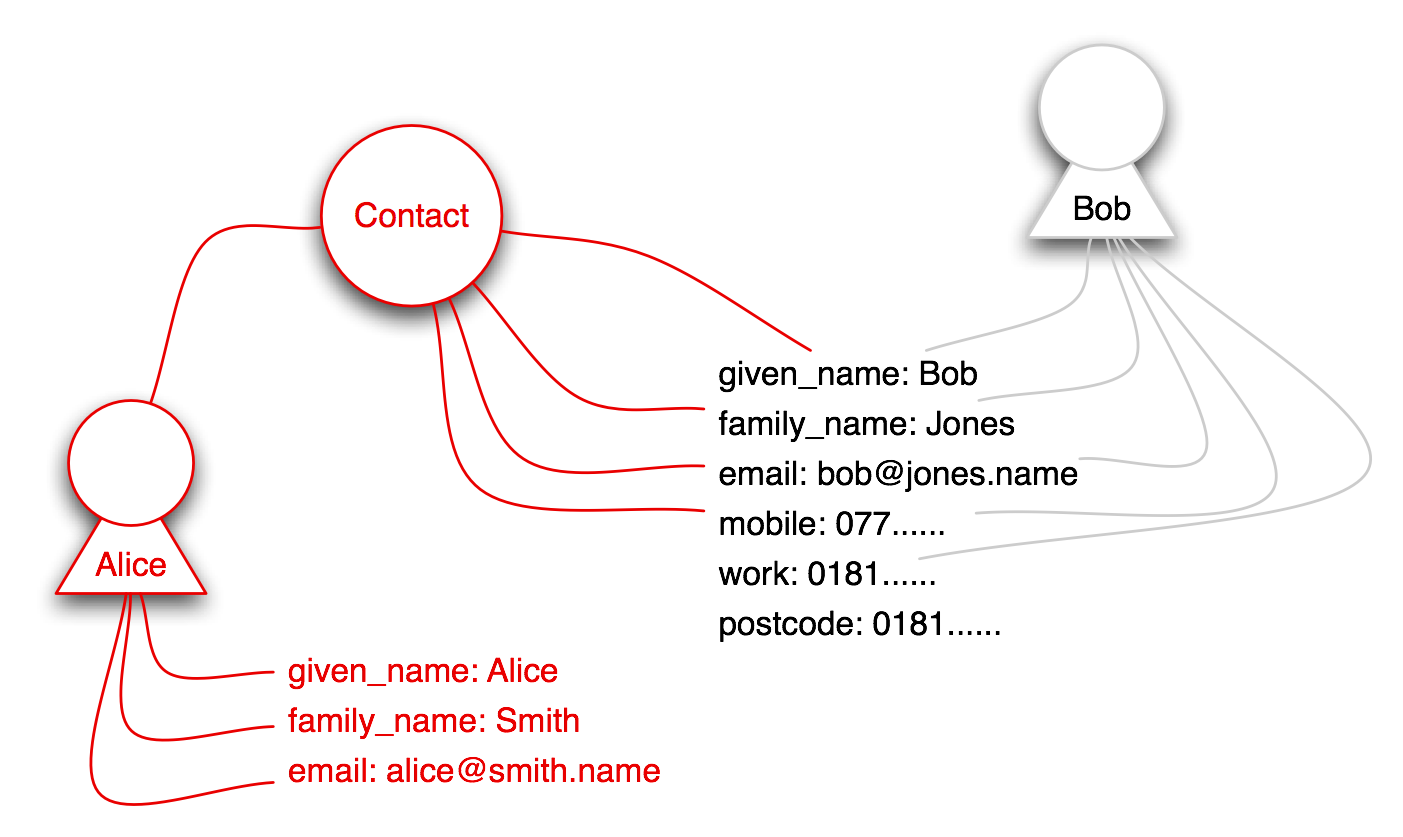 Contact
Bob
given_name: Bob
family_name: Jones
email: bob@jones.name
mobile: 077......
work: 0181......
postcode: 0181......
Alice
given_name: Alice
family_name: Smith
email: alice@smith.name